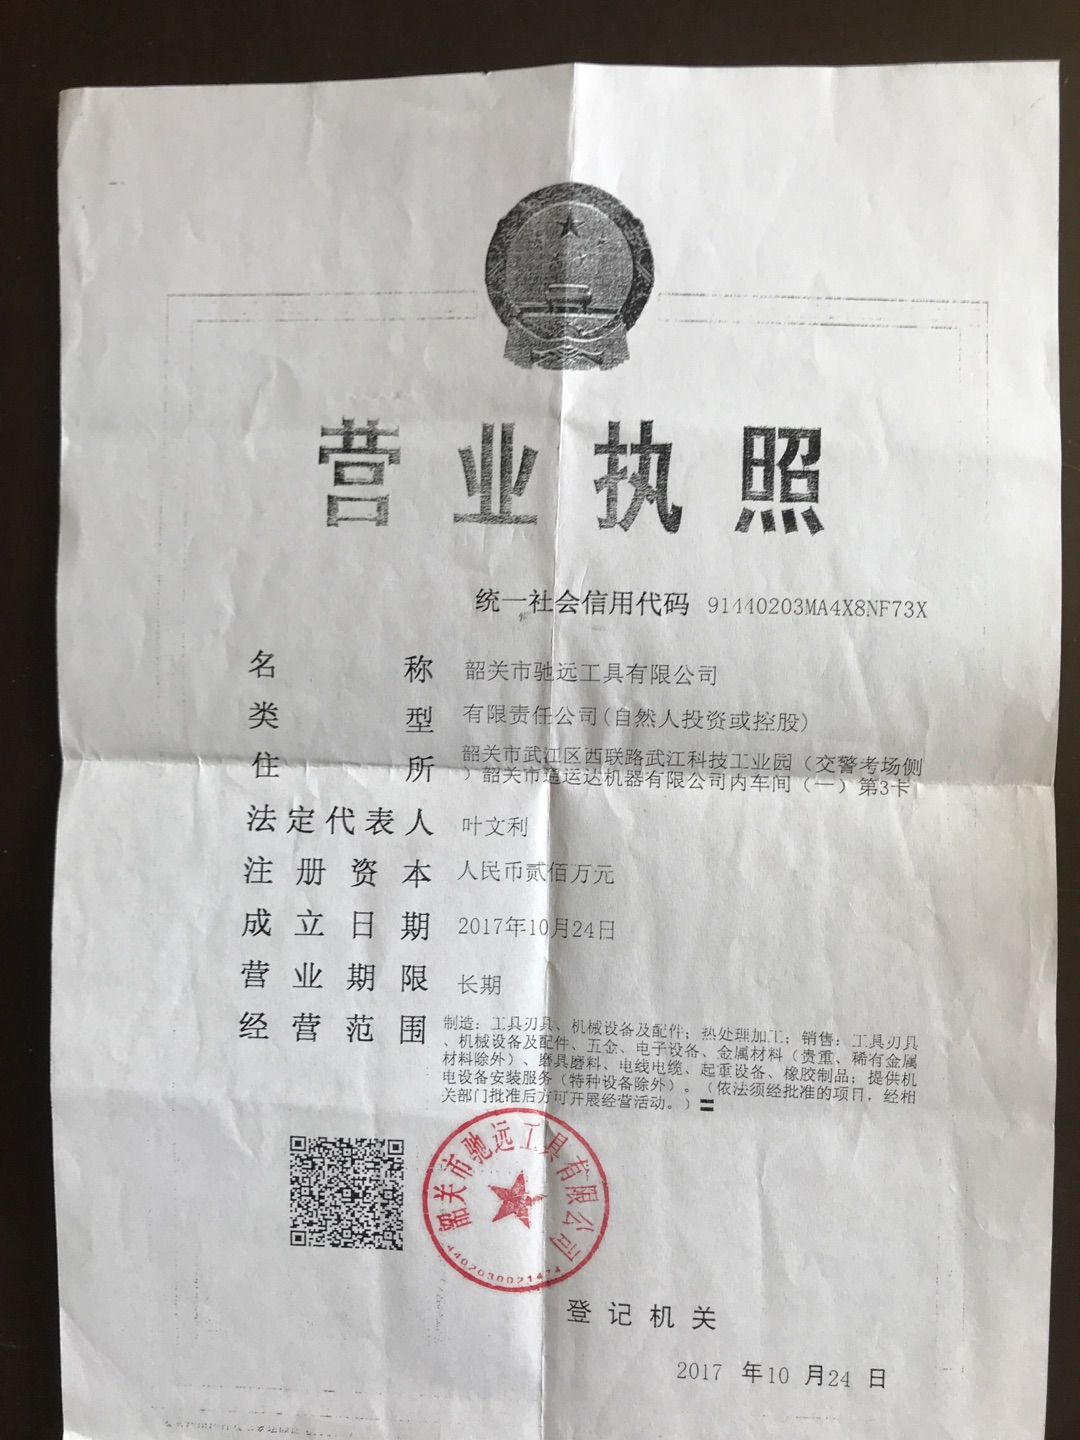 营业执照
统一社会信用代码 91440203MA4X8NF73X
名称 韶关市驰远工具有限公司
类型 有限责任公司(自然人投资或控股)
住所 韶关市武江区西联路武江科技工业园（交警考场侧
）韶关市通运达机器有限公司内车间（一）第3卡
法定代表人 叶文利
注册资本 人民币贰佰万元
成立日期 2017年10月24日
营业期限 长期
经营范围 制造：工具刃具、机械设备及配件；热处理加工；销售：工具刃具
、机械设备及配件、五金、电子设备、金属材料（贵重、稀有金属
材料除外）、磨具磨料、电线电缆、起重设备、橡胶制品；提供机
电设备安装服务（特种设备除外）。（依法须经批准的项目，经相
关部门批准后方可开展经营活动。）〓
韶关市驰远工具有限公司
4402030021474
登记机关
2017 年10 月24 日